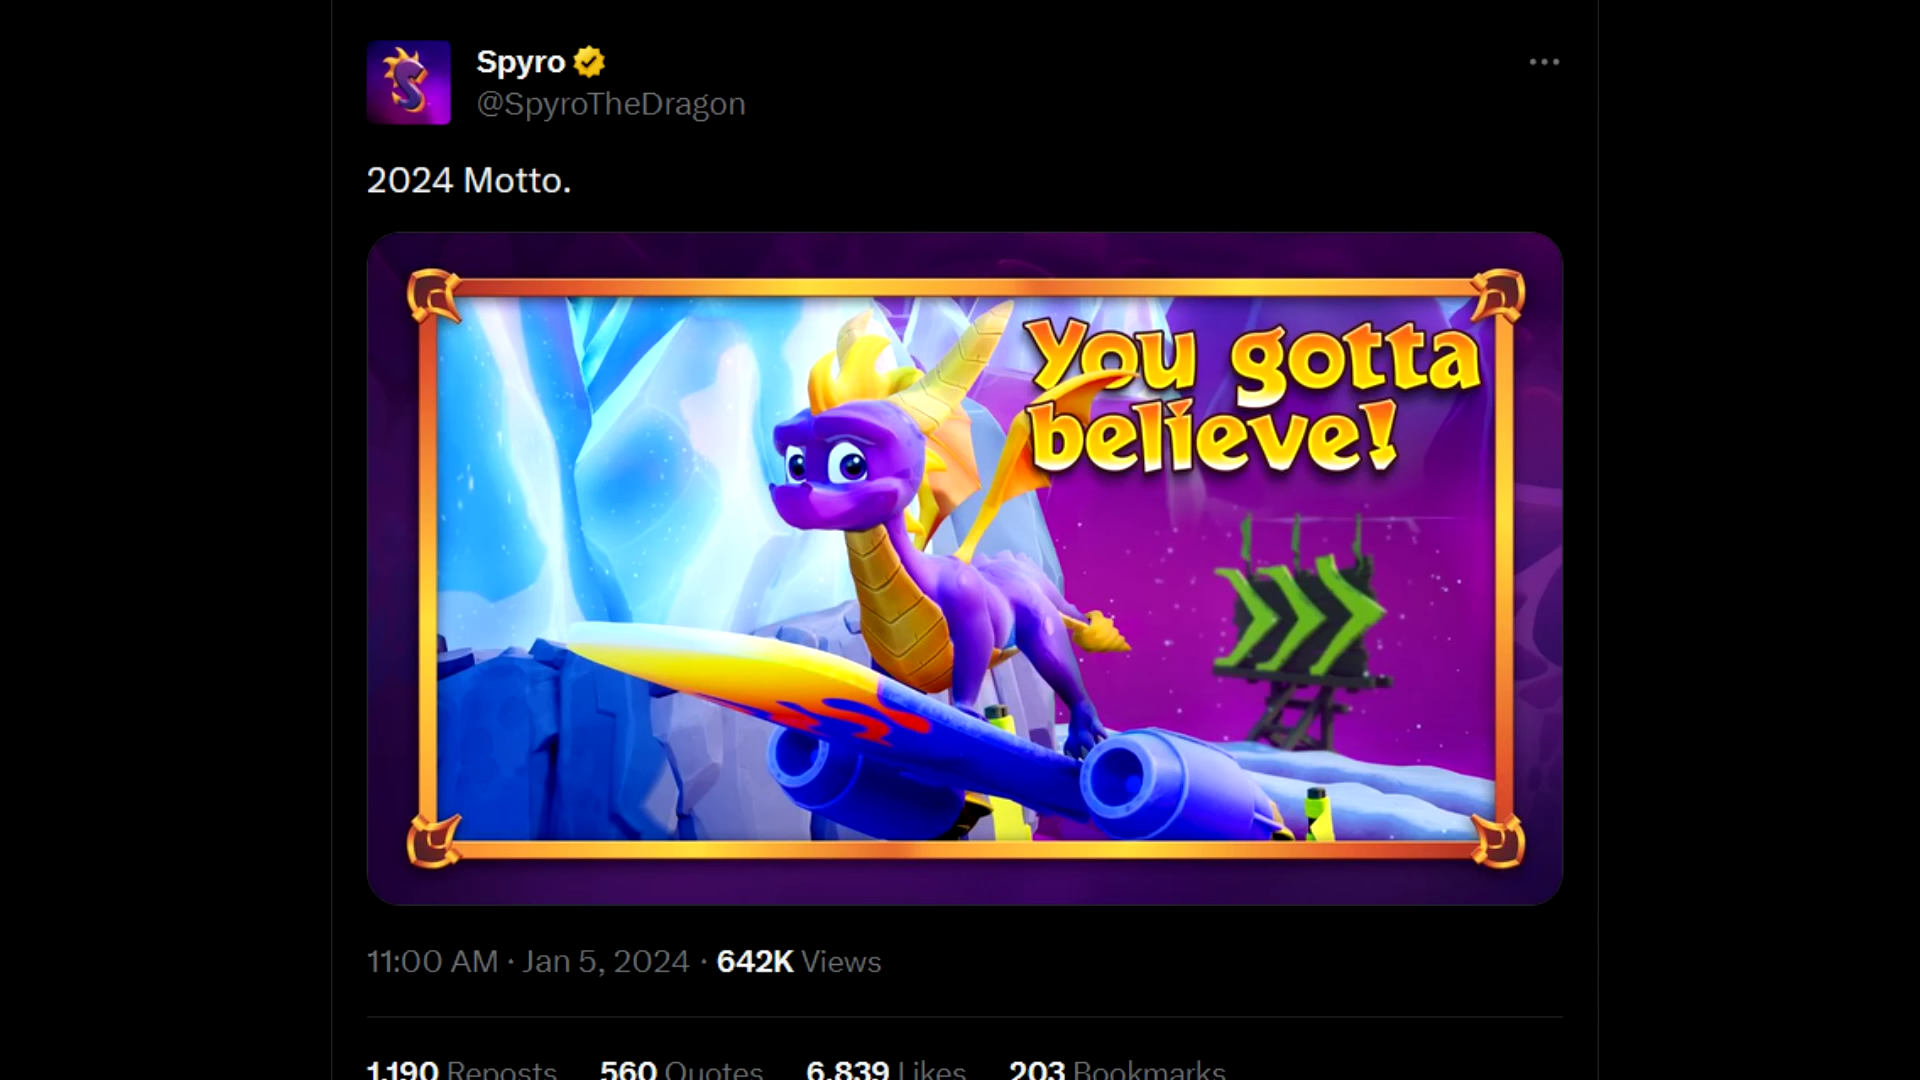 Spyro
@SpyroTheDragon
2024 Motto.
You gotta
believe!
11:00 AM · Jan 5, 2024 · 642K Views
1,190 Reposts 560 Quotes 6,839 Likes 203 Bookmarks